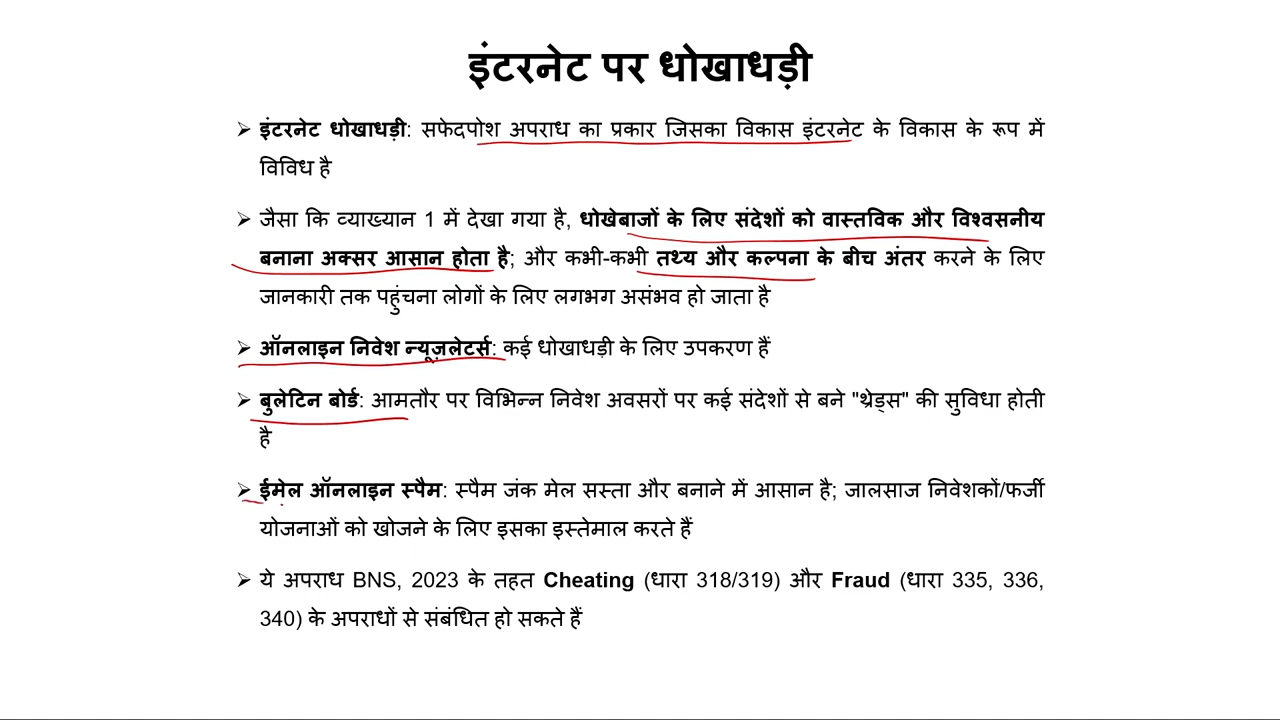 इंटरनेट पर धोखाधड़ी
➢ इंटरनेट धोखाधड़ी: सफेदपोश अपराध का प्रकार जिसका विकास इंटरनेट के विकास के रूप में
विविध है
➢ जैसा कि व्याख्यान 1 में देखा गया है, धोखेबाजों के लिए संदेशों को वास्तविक और विश्वसनीय
बनाना अक्सर आसान होता है; और कभी-कभी तथ्य और कल्पना के बीच अंतर करने के लिए
जानकारी तक पहुंचना लोगों के लिए लगभग असंभव हो जाता है
➢ ऑनलाइन निवेश न्यूज़लेटर्स: कई धोखाधड़ी के लिए उपकरण हैं
➢ बुलेटिन बोर्ड: आमतौर पर विभिन्न निवेश अवसरों पर कई संदेशों से बने "थ्रेड्स" की सुविधा होती
है
➢ ईमेल ऑनलाइन स्पैम: स्पैम जंक मेल सस्ता और बनाने में आसान है; जालसाज निवेशकों/फर्जी
योजनाओं को खोजने के लिए इसका इस्तेमाल करते हैं
➢ ये अपराध BNS, 2023 के तहत Cheating (धारा 318/319) और Fraud (धारा 335, 336,
340) के अपराधों से संबंधित हो सकते हैं